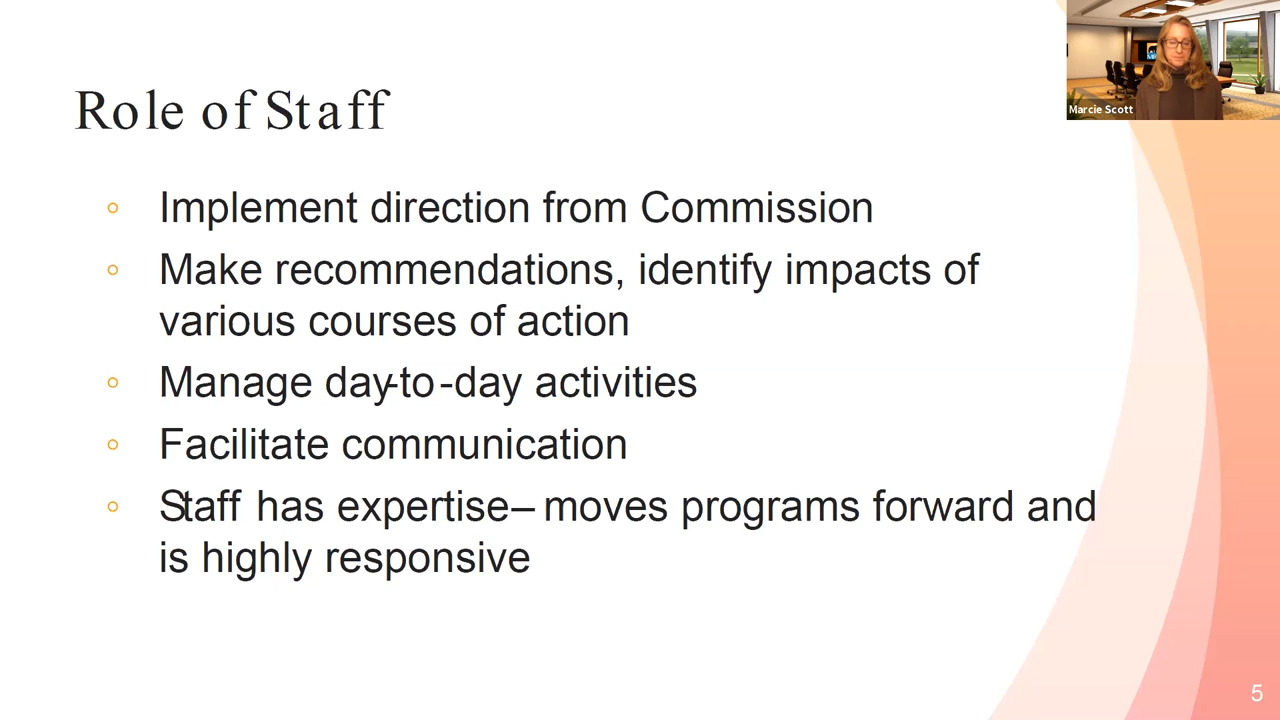 Marcie Scott
Role of Staff
◦ Implement direction from Commission
◦ Make recommendations, identify impacts of
various courses of action
◦ Manage day-to-day activities
◦ Facilitate communication
◦ Staff has expertise– moves programs forward and
is highly responsive
5